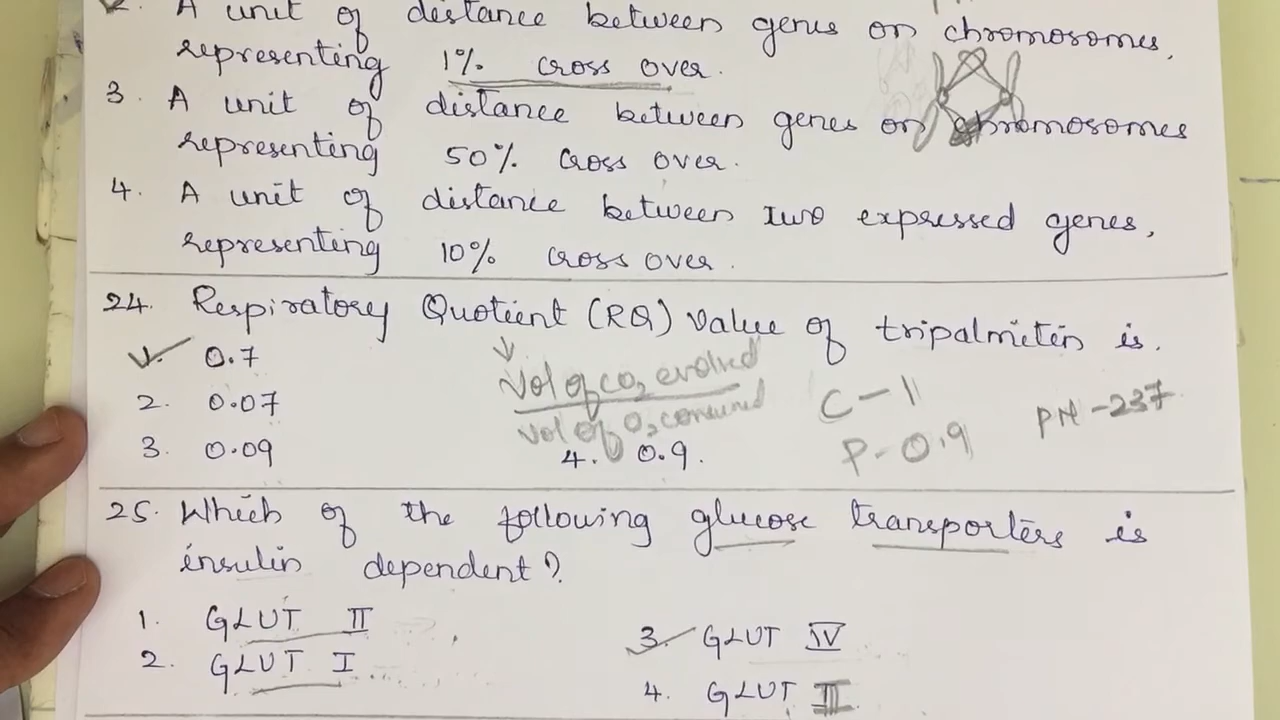 2. A unit of distance between genes on chromosomes,
representing 1% cross over.
3. A unit of distance between genes on chromosomes
representing 50% cross over.
4. A unit of distance between two expressed genes,
representing 10% cross over.
24. Respiratory Quotient (RQ) value of tripalmitin is.
1. 0.7
Vol of CO2 evolved
2. 0.07
C - 1
PN - 237
Vol of O2 consumed
3. 0.09
4. 0.9.
P - 0.9
25. Which of the following glucose transporters is
insulin dependent?
1. GLUT II
3. GLUT IV
2. GLUT I
4. GLUT III